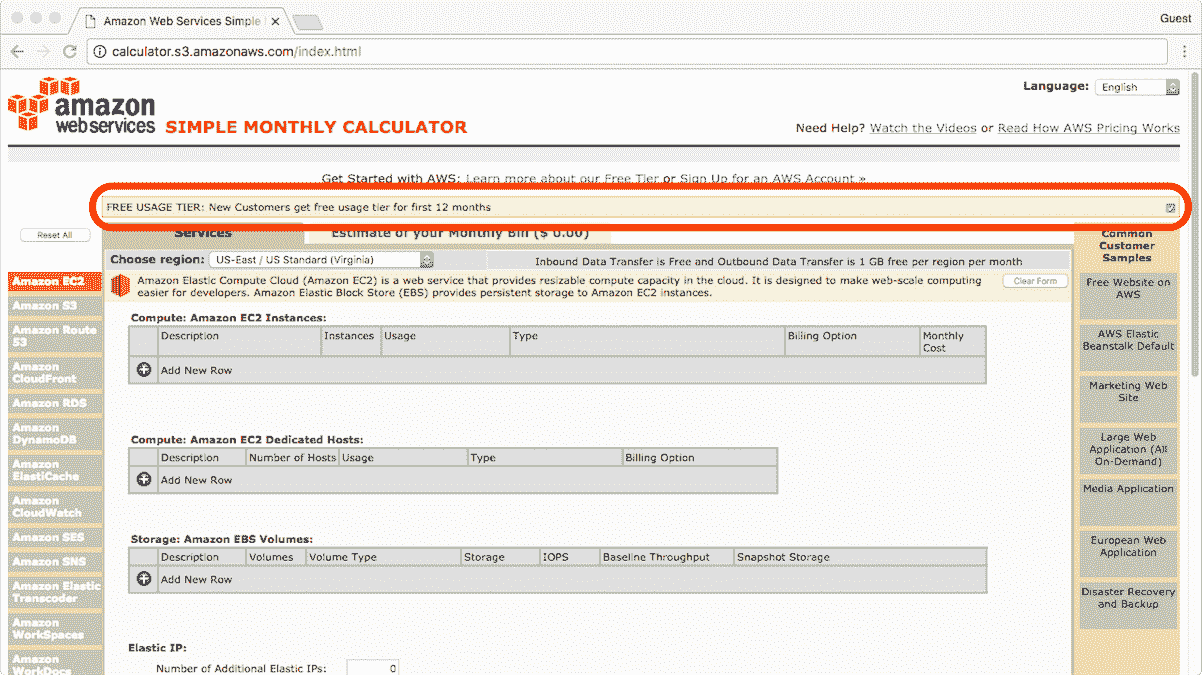 Amazon Web Services Simple
Guest
calculator.s3.amazonaws.com/index.html
Language: English
amazon
webservices
SIMPLE MONTHLY CALCULATOR
Need Help? Watch the Videos or Read How AWS Pricing Works
Get Started with AWS: Learn more about our Free Tier or Sign Up for an AWS Account »
FREE USAGE TIER: New Customers get free usage tier for first 12 months
Reset All
Services
Estimate of your Monthly Bill ($ 0.00)
Choose region: US-East / US Standard (Virginia)
Inbound Data Transfer is Free and Outbound Data Transfer is 1 GB free per region per month
Amazon Elastic Compute Cloud (Amazon EC2) is a web service that provides resizable compute capacity in the cloud. It is designed to make web-scale computing
easier for developers. Amazon Elastic Block Store (EBS) provides persistent storage to Amazon EC2 instances.
Clear Form
Amazon EC2
Amazon S3
Amazon Route
53
Amazon
CloudFront
Amazon RDS
Amazon
DynamoDB
Amazon
ElastiCache
Amazon
CloudWatch
Amazon SES
Amazon SNS
Amazon Elastic
Transcoder
Amazon
WorkSpaces
Amazon
WorkDocs
Compute: Amazon EC2 Instances:
Description Instances Usage Type Billing Option Monthly
Cost
Add New Row
Compute: Amazon EC2 Dedicated Hosts:
Description Number of Hosts Usage Type Billing Option
Add New Row
Storage: Amazon EBS Volumes:
Description Volumes Volume Type Storage IOPS Baseline Throughput Snapshot Storage
Add New Row
Elastic IP:
Number of Additional Elastic IPs: 0
Common
Customer
Samples
Free Website on
AWS
AWS Elastic
Beanstalk Default
Marketing Web
Site
Large Web
Application (All
On-Demand)
Media Application
European Web
Application
Disaster Recovery
and Backup